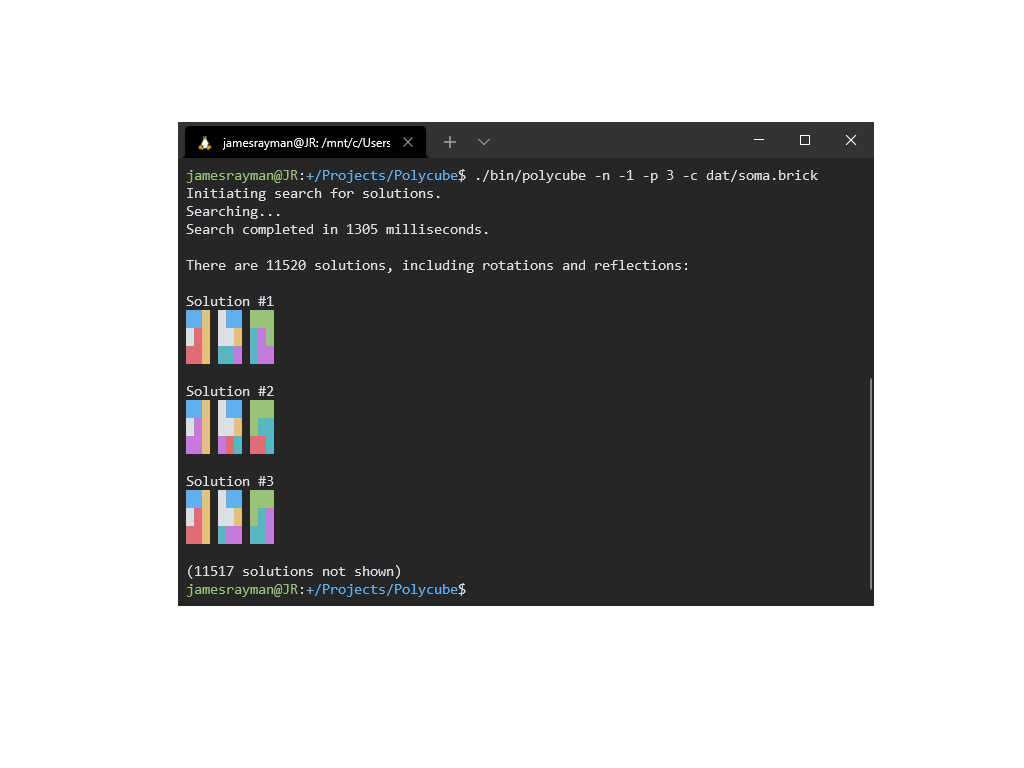 jamesrayman@JR: /mnt/c/Users
jamesrayman@JR:+/Projects/Polycube$ ./bin/polycube -n -1 -p 3 -c dat/soma.brick
Initiating search for solutions.
Searching...
Search completed in 1305 milliseconds.
There are 11520 solutions, including rotations and reflections:
Solution #1
Solution #2
Solution #3
(11517 solutions not shown)
jamesrayman@JR:+/Projects/Polycube$